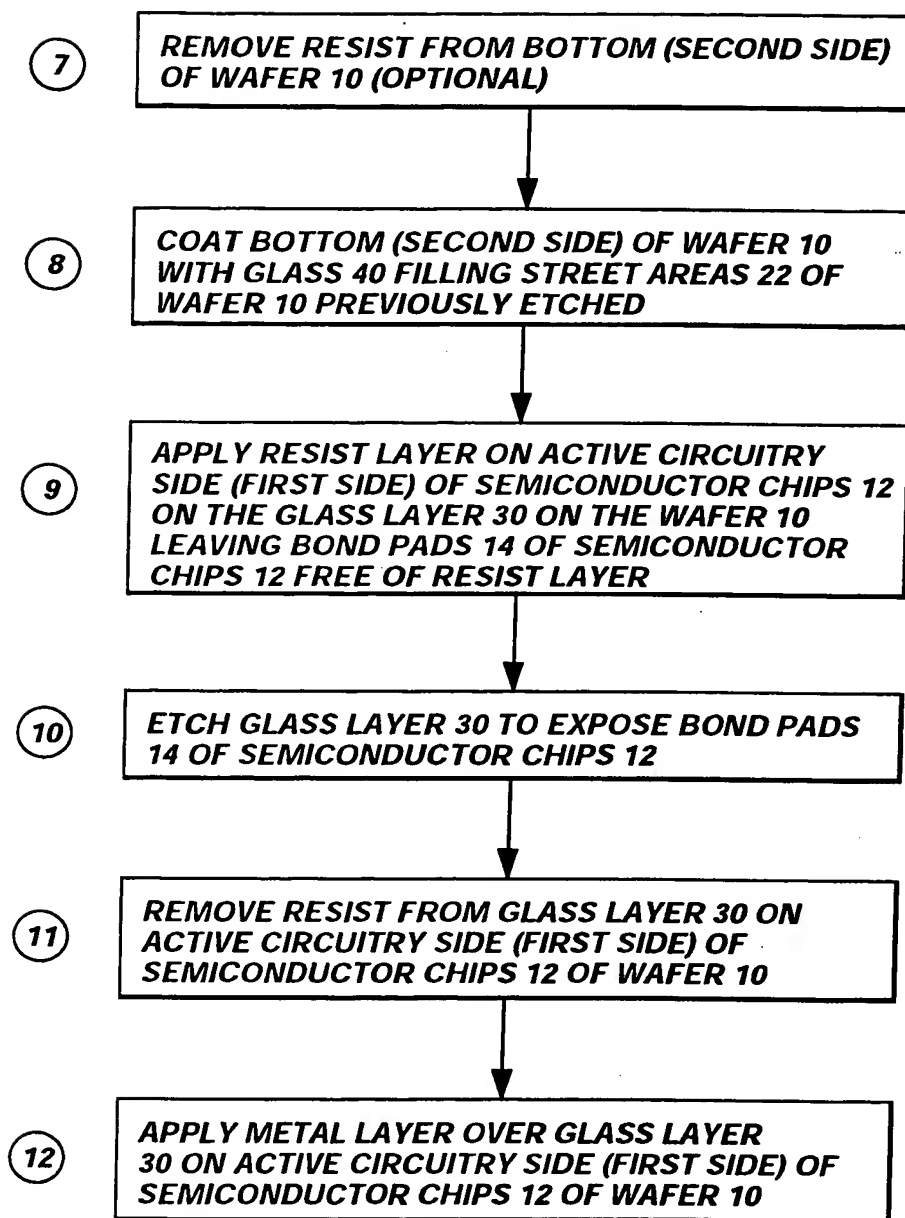 7
REMOVE RESIST FROM BOTTOM (SECOND SIDE)
OF WAFER 10 (OPTIONAL)
8
COAT BOTTOM (SECOND SIDE) OF WAFER 10
WITH GLASS 40 FILLING STREET AREAS 22 OF
WAFER 10 PREVIOUSLY ETCHED
9
APPLY RESIST LAYER ON ACTIVE CIRCUITRY
SIDE (FIRST SIDE) OF SEMICONDUCTOR CHIPS 12
ON THE GLASS LAYER 30 ON THE WAFER 10
LEAVING BOND PADS 14 OF SEMICONDUCTOR
CHIPS 12 FREE OF RESIST LAYER
10
ETCH GLASS LAYER 30 TO EXPOSE BOND PADS
14 OF SEMICONDUCTOR CHIPS 12
11
REMOVE RESIST FROM GLASS LAYER 30 ON
ACTIVE CIRCUITRY SIDE (FIRST SIDE) OF
SEMICONDUCTOR CHIPS 12 OF WAFER 10
12
APPLY METAL LAYER OVER GLASS LAYER
30 ON ACTIVE CIRCUITRY SIDE (FIRST SIDE) OF
SEMICONDUCTOR CHIPS 12 OF WAFER 10